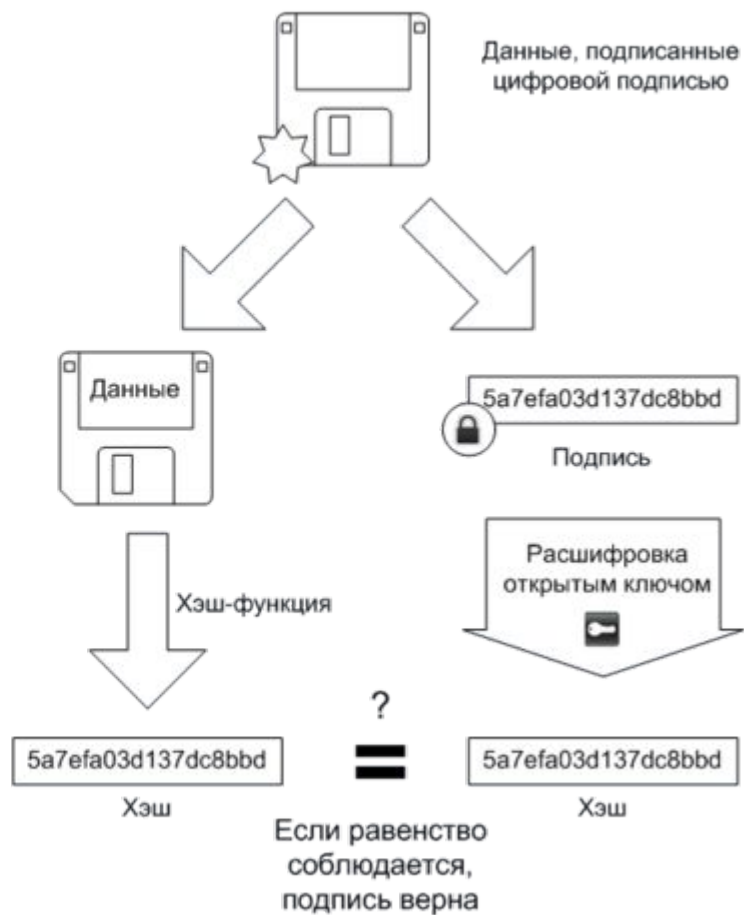 Данные, подписанные
цифровой подписью
Данные
5a7efa03d137dc8bbd
Подпись
Расшифровка
открытым ключом
Хэш-функция
?
5a7efa03d137dc8bbd
5a7efa03d137dc8bbd
Хэш
Хэш
Если равенство
соблюдается,
подпись верна